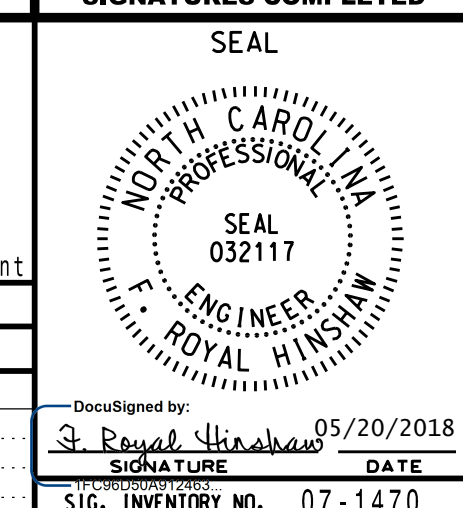 SIGNATURES COMPLETED
SEAL
NORTH CAROLINA
PROFESSIONAL
SEAL
032117
ENGINEER
F. ROYAL HINSHAW
nt
DocuSigned by:
F. Royal Hinshaw 05/20/2018
SIGNATURE DATE
1FC96D50A912463...
SIG. INVENTORY NO. 07-1470